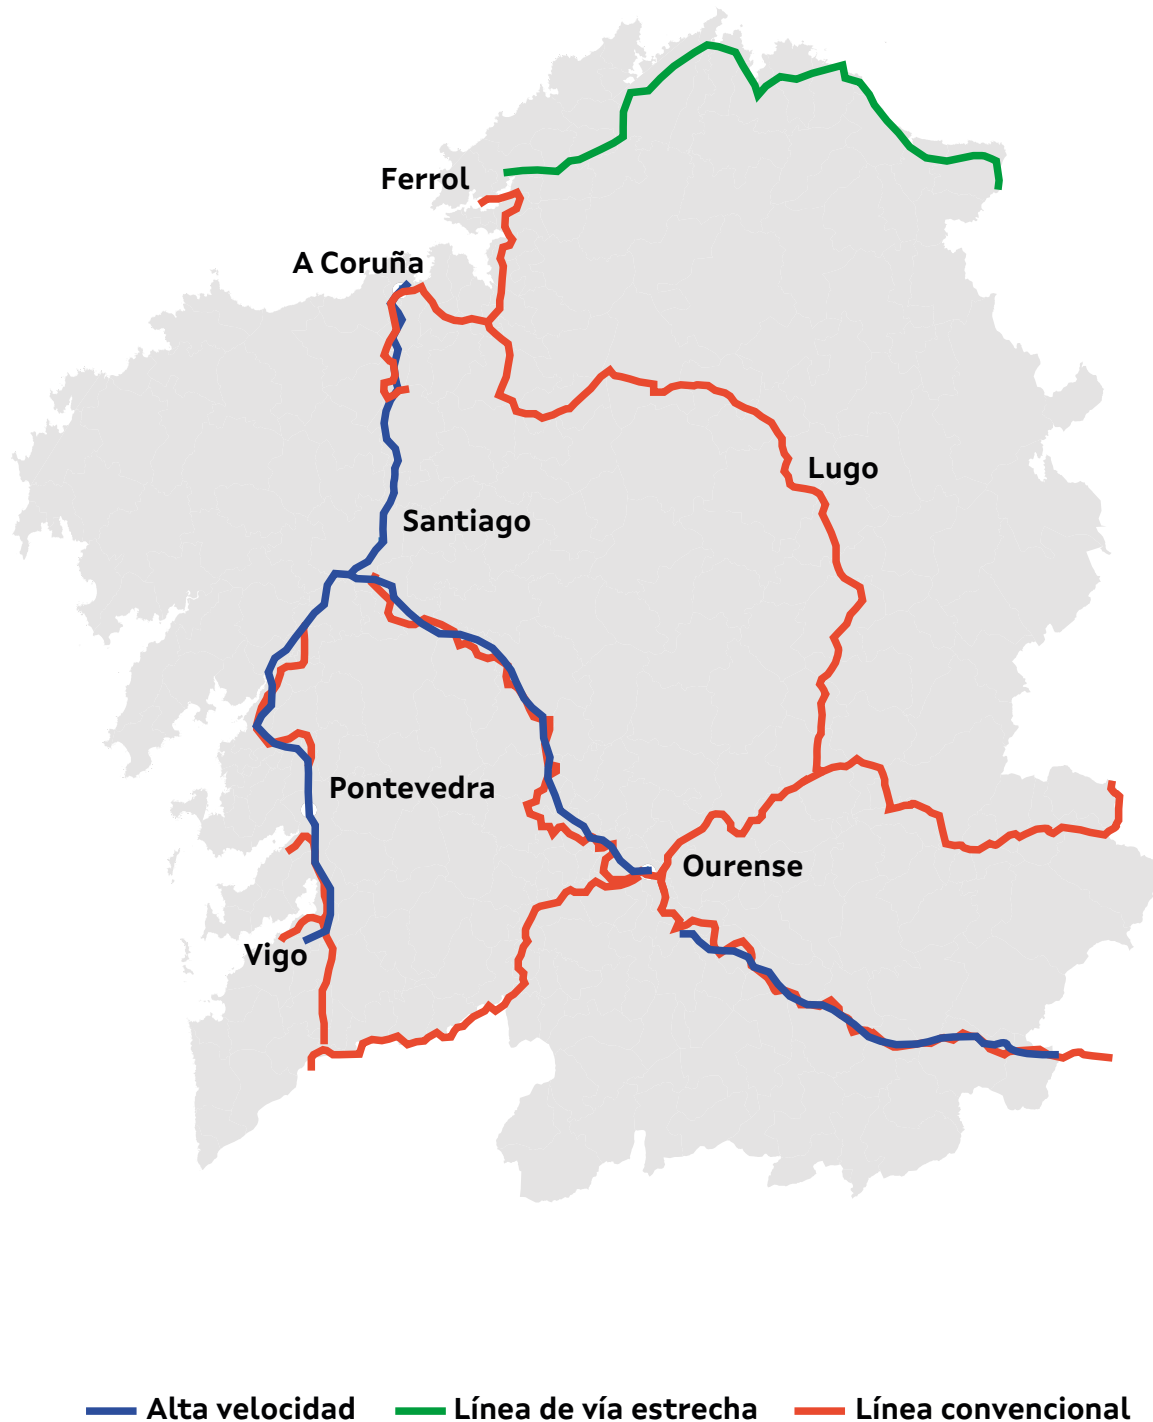 Ferrol
A Coruña
Lugo
Santiago
Pontevedra
Ourense
Vigo
Alta velocidad
Línea de vía estrecha
Línea convencional